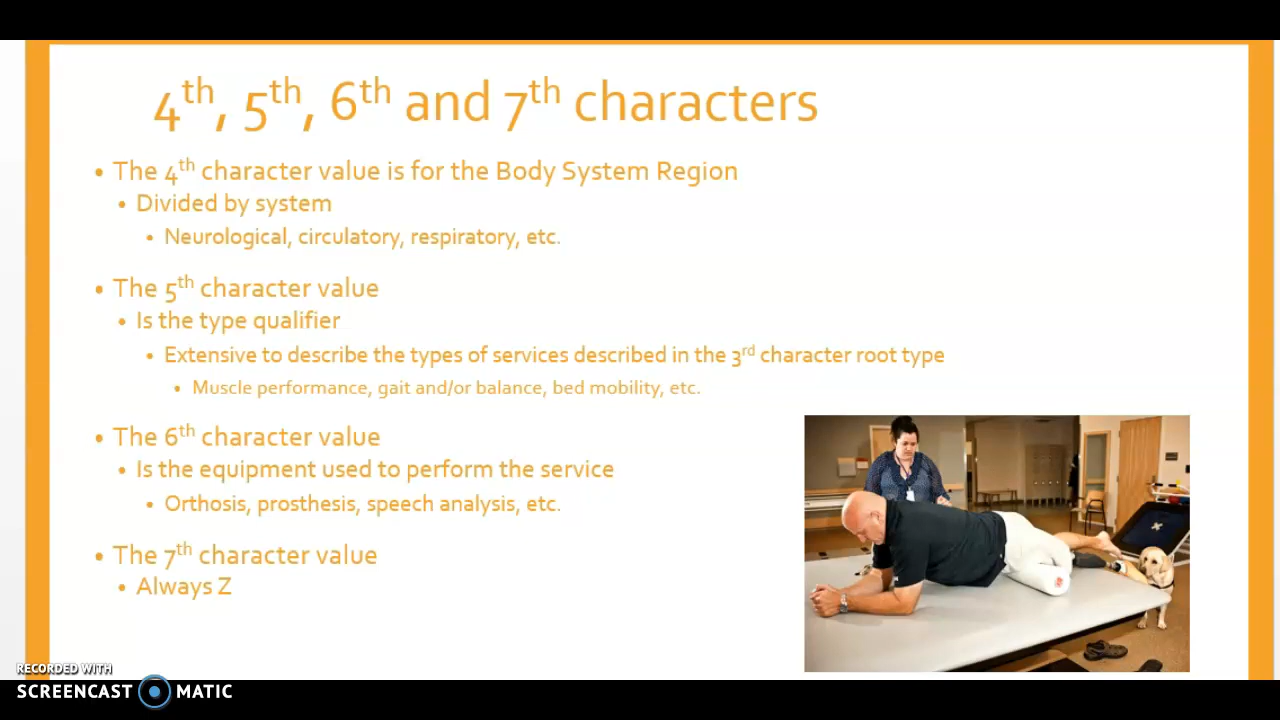 4th, 5th, 6th and 7th characters
• The 4th character value is for the Body System Region
• Divided by system
• Neurological, circulatory, respiratory, etc.
• The 5th character value
• Is the type qualifier
• Extensive to describe the types of services described in the 3rd character root type
• Muscle performance, gait and/or balance, bed mobility, etc.
• The 6th character value
• Is the equipment used to perform the service
• Orthosis, prosthesis, speech analysis, etc.
• The 7th character value
• Always Z
RECORDED WITH
SCREENCAST MATIC